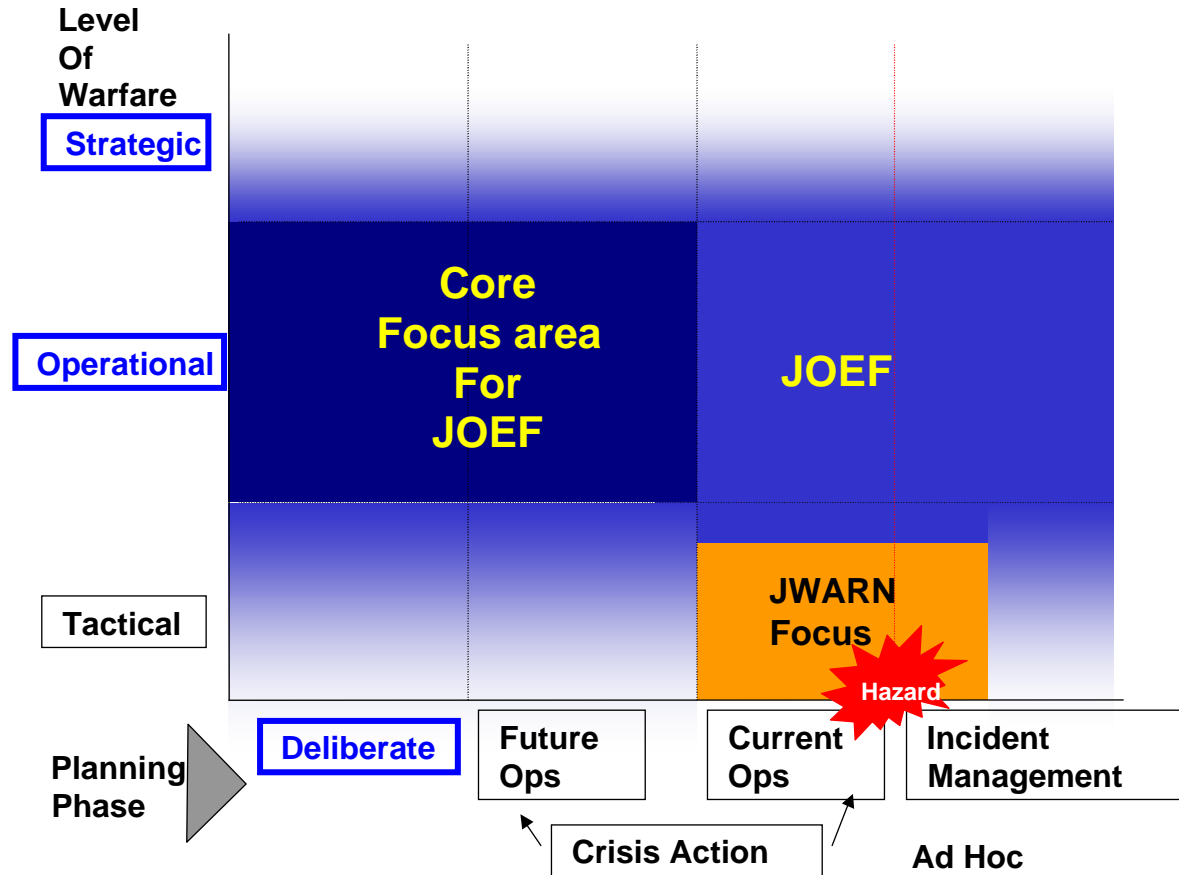 Level
Of
Warfare
Strategic
Core
Focus area
For
JOEF
Operational
JOEF
JWARN
Focus
Tactical
Hazard
Planning
Phase
Deliberate
Future
Ops
Current
Ops
Incident
Management
Crisis Action
Ad Hoc